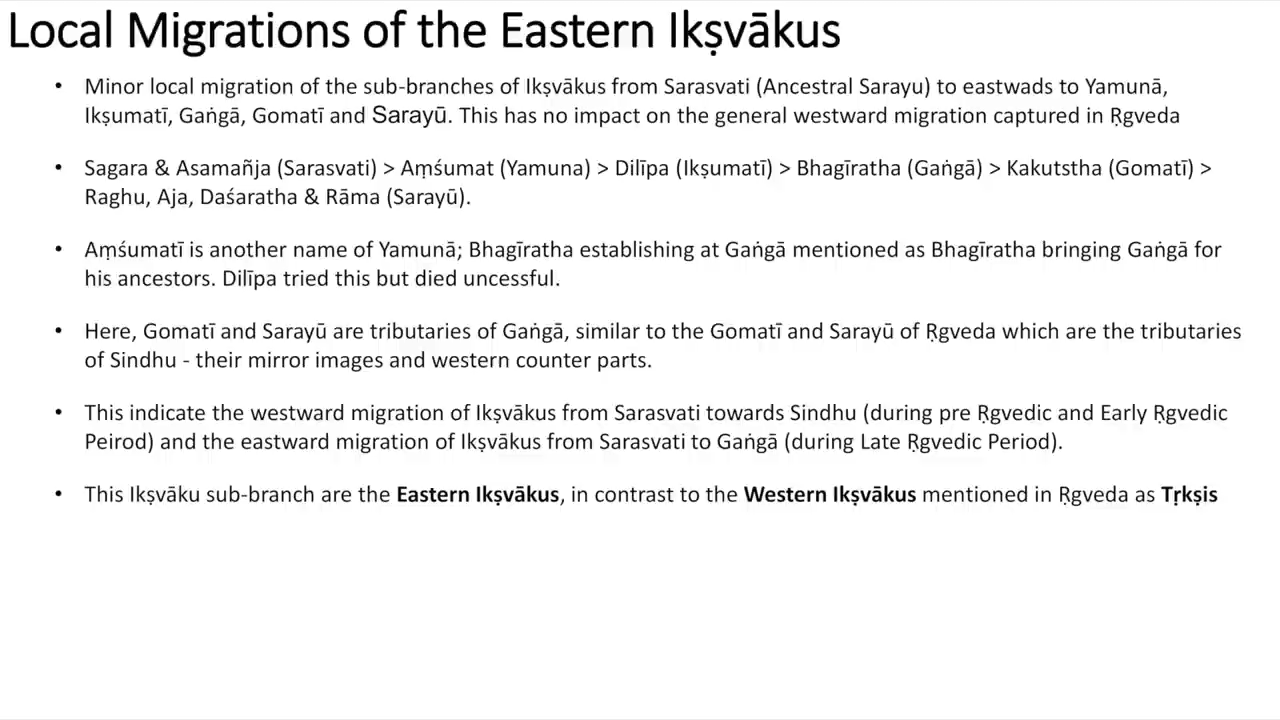 Local Migrations of the Eastern Ikṣvākus
• Minor local migration of the sub-branches of Ikṣvākus from Sarasvati (Ancestral Sarayu) to eastwads to Yamunā,
Ikṣumatī, Gaṅgā, Gomatī and Sarayū. This has no impact on the general westward migration captured in Ṛgveda
• Sagara & Asamañja (Sarasvati) > Aṃśumat (Yamuna) > Dilīpa (Ikṣumatī) > Bhagīratha (Gaṅgā) > Kakutstha (Gomatī) >
Raghu, Aja, Daśaratha & Rāma (Sarayū).
• Aṃśumatī is another name of Yamunā; Bhagīratha establishing at Gaṅgā mentioned as Bhagīratha bringing Gaṅgā for
his ancestors. Dilīpa tried this but died uncessful.
• Here, Gomatī and Sarayū are tributaries of Gaṅgā, similar to the Gomatī and Sarayū of Ṛgveda which are the tributaries
of Sindhu - their mirror images and western counter parts.
• This indicate the westward migration of Ikṣvākus from Sarasvati towards Sindhu (during pre Ṛgvedic and Early Ṛgvedic
Peirod) and the eastward migration of Ikṣvākus from Sarasvati to Gaṅgā (during Late Ṛgvedic Period).
• This Ikṣvāku sub-branch are the Eastern Ikṣvākus, in contrast to the Western Ikṣvākus mentioned in Ṛgveda as Tṛkṣis